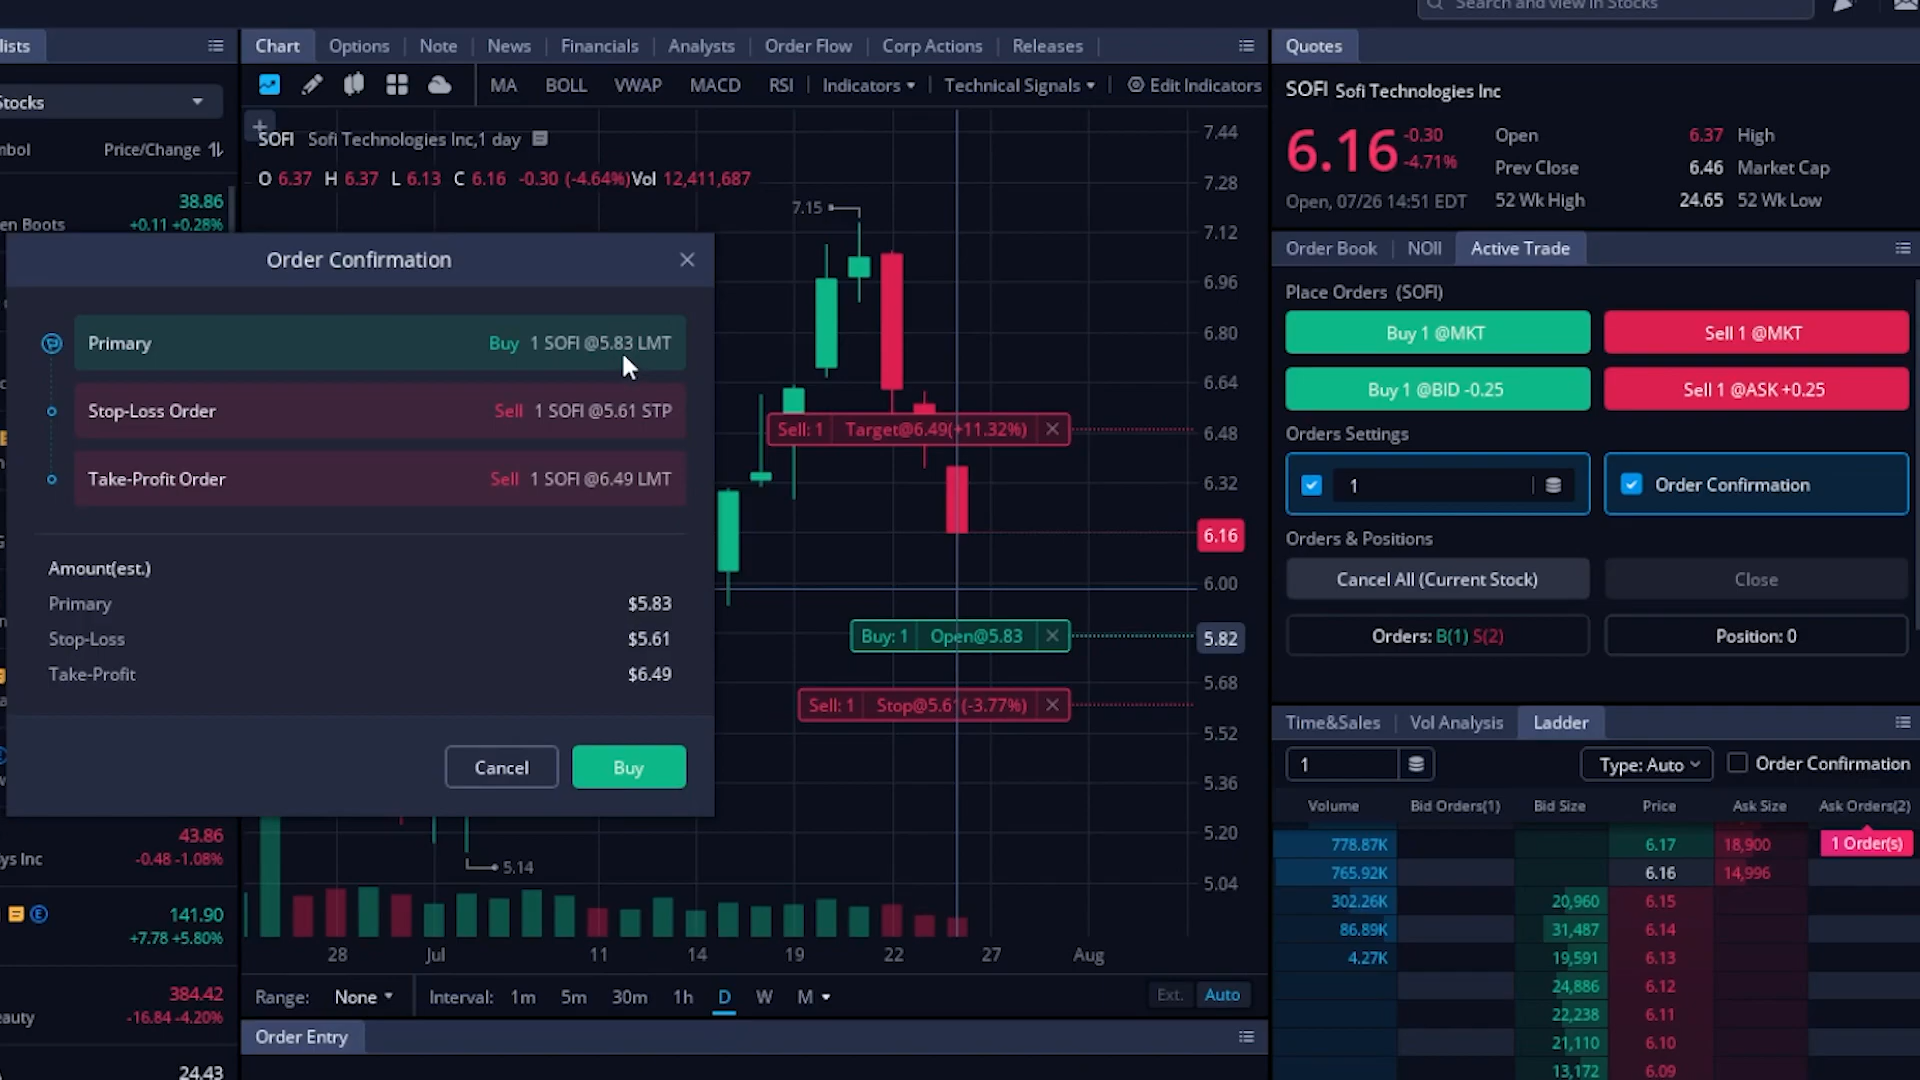 Search and view in Stocks
lists
Chart Options Note News Financials Analysts Order Flow Corp Actions Releases
Quotes
Stocks
MA BOLL VWAP MACD RSI Indicators Technical Signals Edit Indicators
SOFI Sofi Technologies Inc
Price/Change
SOFI Sofi Technologies Inc,1 day
O 6.37 H 6.37 L 6.13 C 6.16 -0.30 (-4.64%) Vol 12,411,687
6.16 -0.30 -4.71%
Open 6.37 High
Prev Close 6.46 Market Cap
52 Wk High 24.65 52 Wk Low
Open, 07/26 14:51 EDT
38.86
en Boots +0.11 +0.28%
7.15
7.44
7.28
7.12
6.96
6.80
6.64
6.48
6.32
6.16
6.00
5.82
5.68
5.52
5.36
5.20
5.04
Order Confirmation
Primary Buy 1 SOFI @5.83 LMT
Stop-Loss Order Sell 1 SOFI @5.61 STP
Take-Profit Order Sell 1 SOFI @6.49 LMT
Amount(est.)
Primary $5.83
Stop-Loss $5.61
Take-Profit $6.49
Cancel Buy
Sell: 1 Target@6.49(+11.32%)
Buy: 1 Open@5.83
Sell: 1 Stop@5.61(-3.77%)
5.14
43.86
ys Inc -0.48 -1.08%
141.90
+7.78 +5.80%
384.42
eauty -16.84 -4.20%
24.43
28 Jul 11 14 19 22 27 Aug
Range: None Interval: 1m 5m 30m 1h D W M Ext. Auto
Order Entry
Order Book NOII Active Trade
Place Orders (SOFI)
Buy 1 @MKT Sell 1 @MKT
Buy 1 @BID -0.25 Sell 1 @ASK +0.25
Orders Settings
1 Order Confirmation
Orders & Positions
Cancel All (Current Stock) Close
Orders: B(1) S(2) Position: 0
Time&Sales Vol Analysis Ladder
1 Type: Auto Order Confirmation
Volume Bid Orders(1) Bid Size Price Ask Size Ask Orders(2)
778.87K 6.17 18,900 1 Order(s)
765.92K 6.16 14,996
302.26K 20,960 6.15
86.89K 31,487 6.14
4.27K 19,591 6.13
24,886 6.12
22,238 6.11
21,110 6.10
13,172 6.09